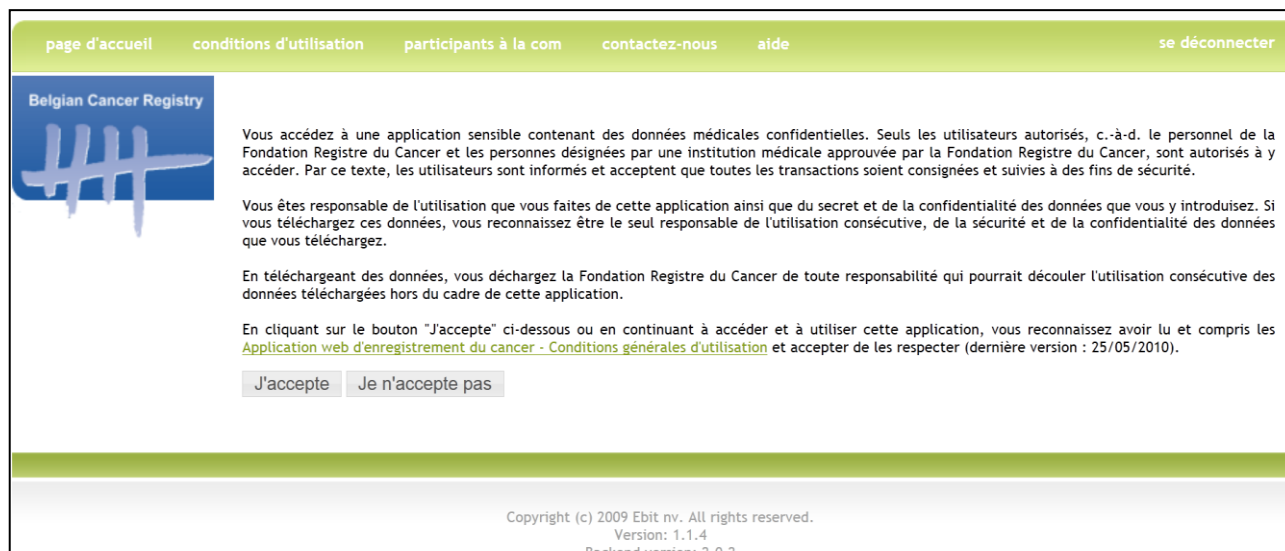 page d'accueil conditions d'utilisation participants à la com contactez-nous aide se déconnecter
Belgian Cancer Registry
Vous accédez à une application sensible contenant des données médicales confidentielles. Seuls les utilisateurs autorisés, c.-à-d. le personnel de la
Fondation Registre du Cancer et les personnes désignées par une institution médicale approuvée par la Fondation Registre du Cancer, sont autorisés à y
accéder. Par ce texte, les utilisateurs sont informés et acceptent que toutes les transactions soient consignées et suivies à des fins de sécurité.
Vous êtes responsable de l'utilisation que vous faites de cette application ainsi que du secret et de la confidentialité des données que vous y introduisez. Si
vous téléchargez ces données, vous reconnaissez être le seul responsable de l'utilisation consécutive, de la sécurité et de la confidentialité des données
que vous téléchargez.
En téléchargeant des données, vous déchargez la Fondation Registre du Cancer de toute responsabilité qui pourrait découler l'utilisation consécutive des
données téléchargées hors du cadre de cette application.
En cliquant sur le bouton "J'accepte" ci-dessous ou en continuant à accéder et à utiliser cette application, vous reconnaissez avoir lu et compris les
Application web d'enregistrement du cancer - Conditions générales d'utilisation et accepter de les respecter (dernière version : 25/05/2010).
J'accepte Je n'accepte pas
Copyright (c) 2009 Ebit nv. All rights reserved.
Version: 1.1.4
Backend version: